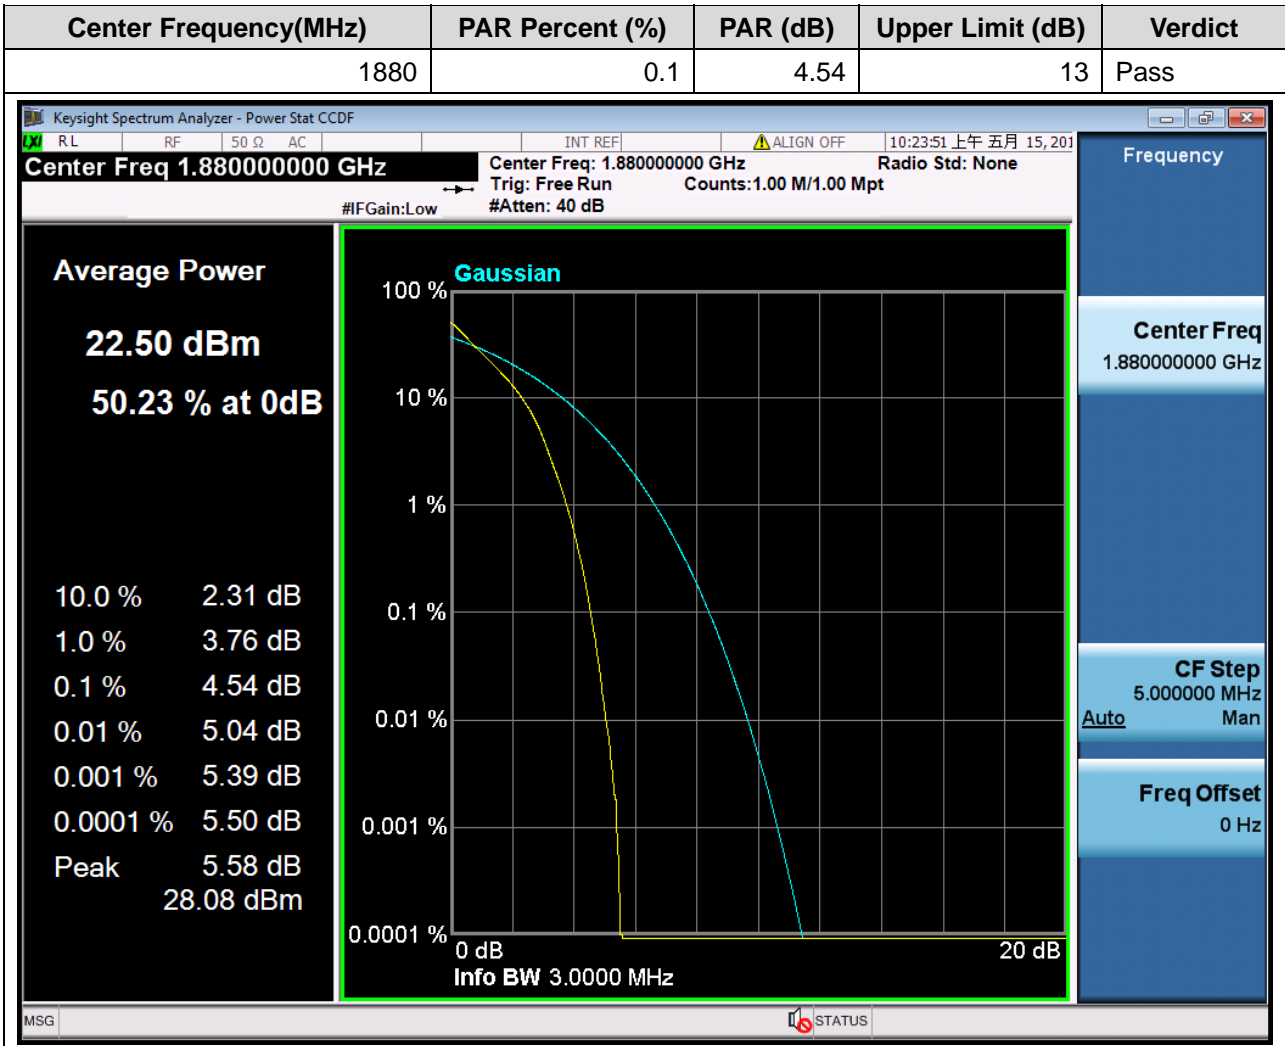 Center Frequency(MHz) PAR Percent (%) PAR (dB) Upper Limit (dB) Verdict
1880 0.1 4.54 13 Pass
Keysight Spectrum Analyzer - Power Stat CCDF
LXI RL RF 50 Ω AC INT REF ALIGN OFF 10:23:51 上午 五月 15, 201
Center Freq 1.880000000 GHz
Center Freq: 1.880000000 GHz Radio Std: None
Trig: Free Run Counts:1.00 M/1.00 Mpt
#IFGain:Low #Atten: 40 dB
Average Power
22.50 dBm
50.23 % at 0dB
10.0 % 2.31 dB
1.0 % 3.76 dB
0.1 % 4.54 dB
0.01 % 5.04 dB
0.001 % 5.39 dB
0.0001 % 5.50 dB
Peak 5.58 dB
28.08 dBm
Gaussian
100 %
10 %
1 %
0.1 %
0.01 %
0.001 %
0.0001 %
0 dB 20 dB
Info BW 3.0000 MHz
Frequency
Center Freq
1.880000000 GHz
CF Step
5.000000 MHz
Auto Man
Freq Offset
0 Hz
MSG STATUS